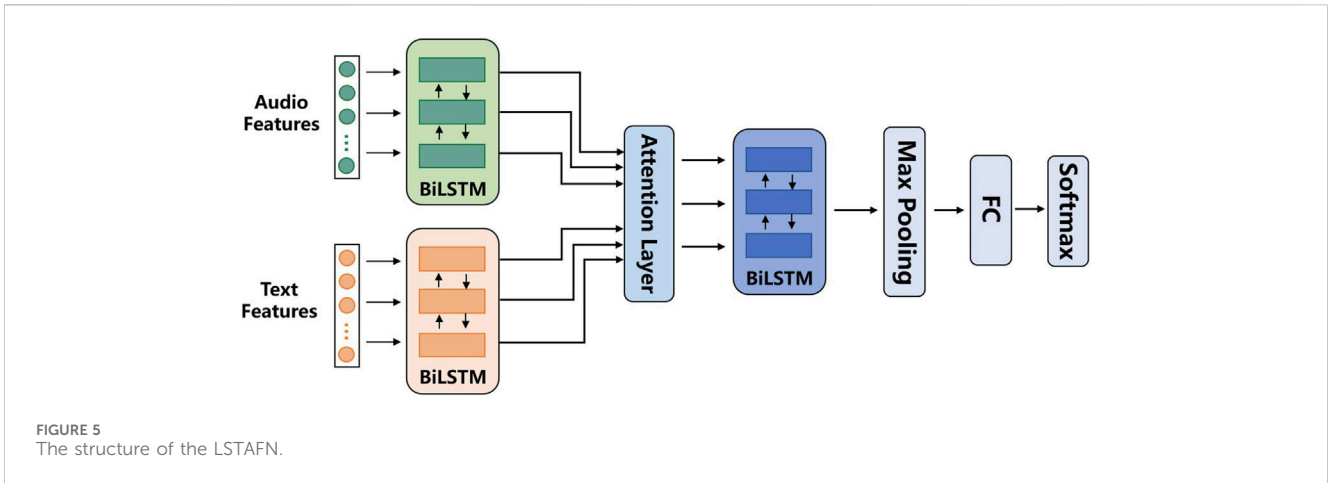 Audio
Features
BiLSTM
Text
Features
BiLSTM
Attention Layer
BiLSTM
Max Pooling
FC
Softmax
FIGURE 5
The structure of the LSTAFN.